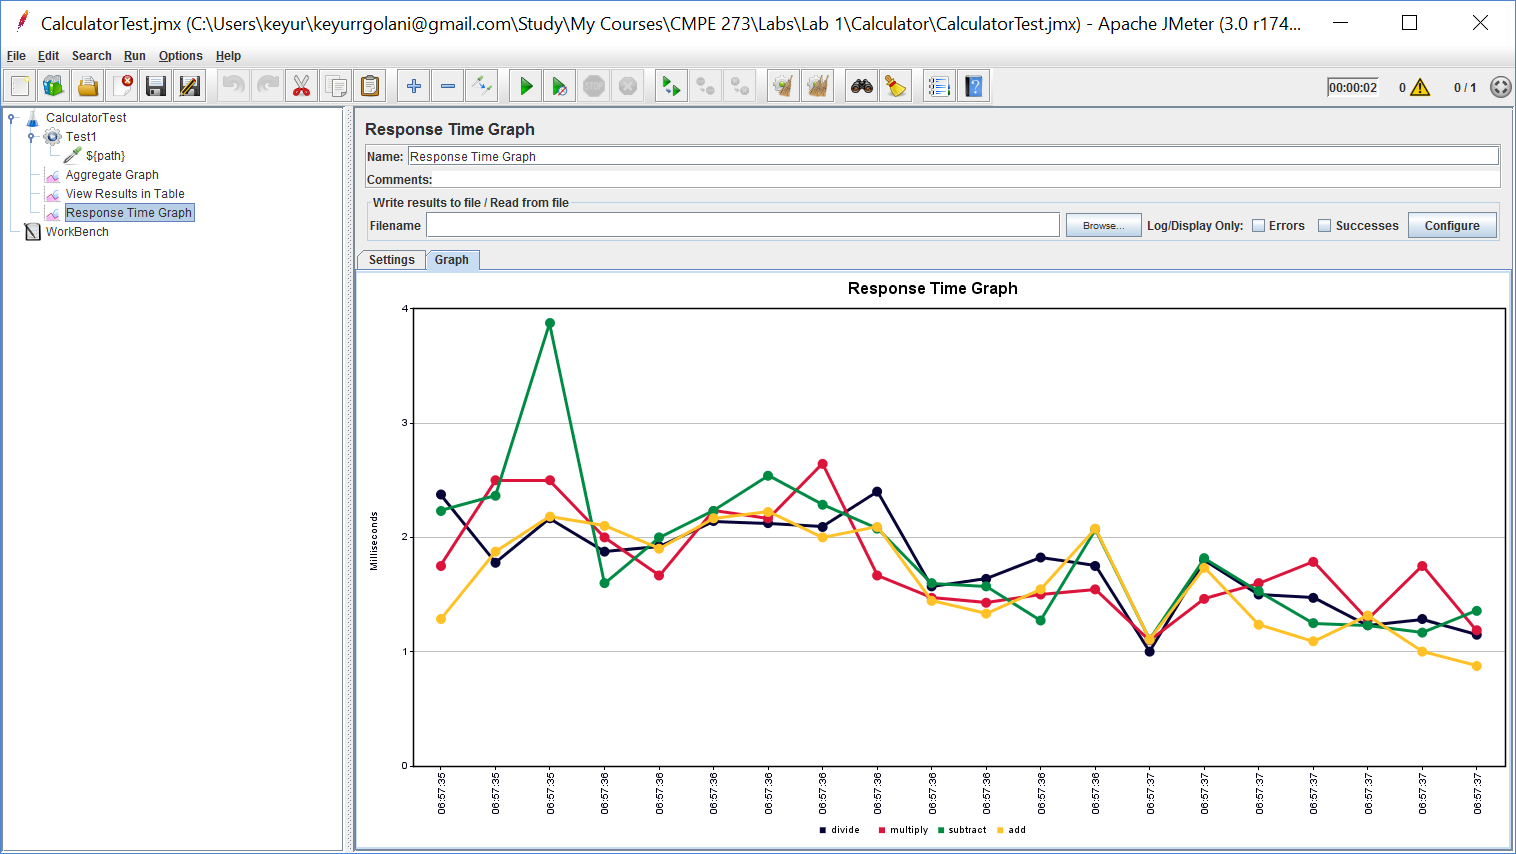 CalculatorTest.jmx (C:\Users\keyur\keyurrgolani@gmail.com\Study\My Courses\CMPE 273\Labs\Lab 1\Calculator\CalculatorTest.jmx) - Apache JMeter (3.0 r174...
File Edit Search Run Options Help
STOP
00:00:02 0 0 / 1
CalculatorTest
Test1
${path}
Aggregate Graph
View Results in Table
Response Time Graph
WorkBench
Response Time Graph
Name: Response Time Graph
Comments:
Write results to file / Read from file
Filename Browse... Log/Display Only: Errors Successes Configure
Settings Graph
Response Time Graph
Milliseconds
4
3
2
1
0
06:57:35 06:57:35 06:57:35 06:57:36 06:57:36 06:57:36 06:57:36 06:57:36 06:57:36 06:57:36 06:57:36 06:57:36 06:57:36 06:57:37 06:57:37 06:57:37 06:57:37 06:57:37 06:57:37 06:57:37
divide multiply subtract add